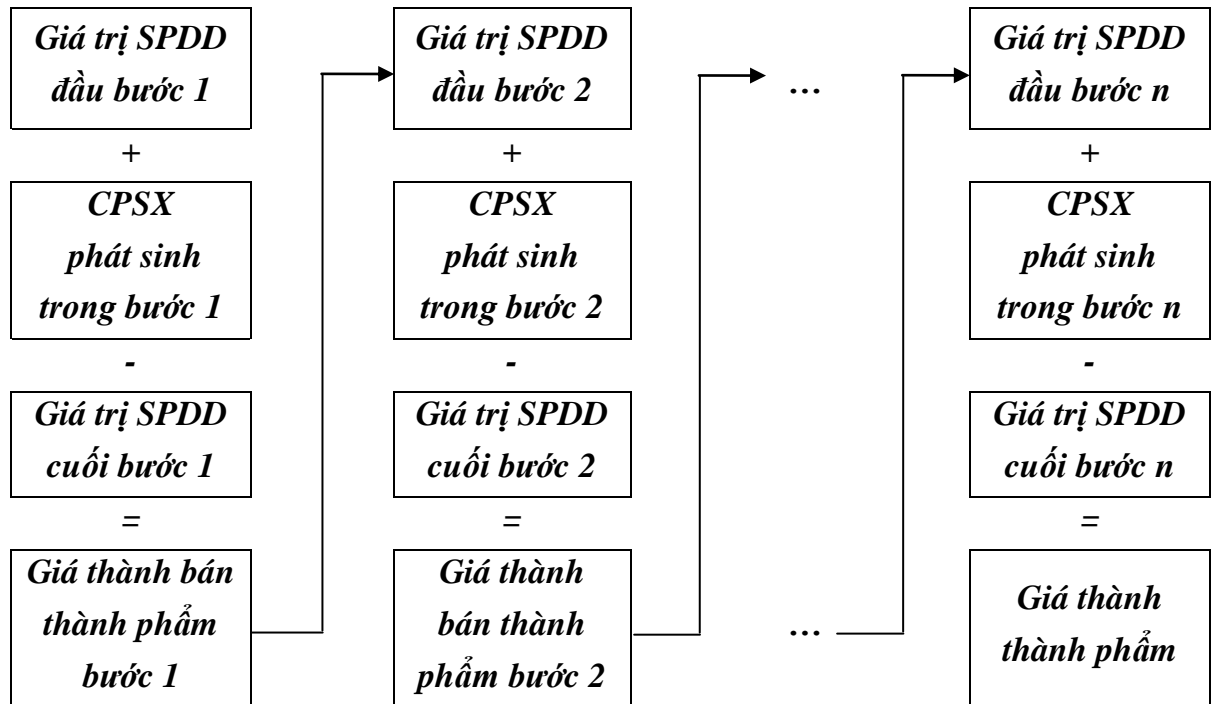 Giá trị SPDD
đầu bước 1
+
CPSX
phát sinh
trong bước 1
-
Giá trị SPDD
cuối bước 1
=
Giá thành bán
thành phẩm
bước 1
Giá trị SPDD
đầu bước 2
+
CPSX
phát sinh
trong bước 2
-
Giá trị SPDD
cuối bước 2
=
Giá thành
bán thành
phẩm bước 2
...
...
Giá trị SPDD
đầu bước n
+
CPSX
phát sinh
trong bước n
-
Giá trị SPDD
cuối bước n
=
Giá thành
thành phẩm